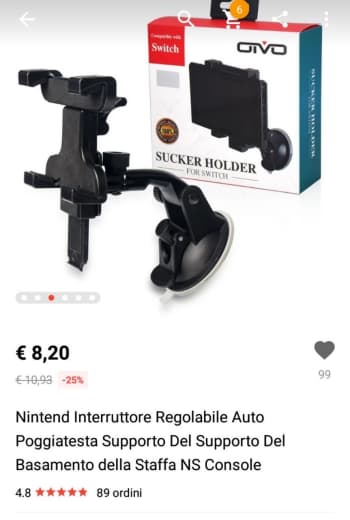 6
Compatible with
Switch
OIVO
SUCKER HOLDER
FOR SWITCH
SUCKER HOLDER
€ 8,20
€ 10,93 -25%
99
Nintend Interruttore Regolabile Auto
Poggiatesta Supporto Del Supporto Del
Basamento della Staffa NS Console
4.8 ★★★★★ 89 ordini